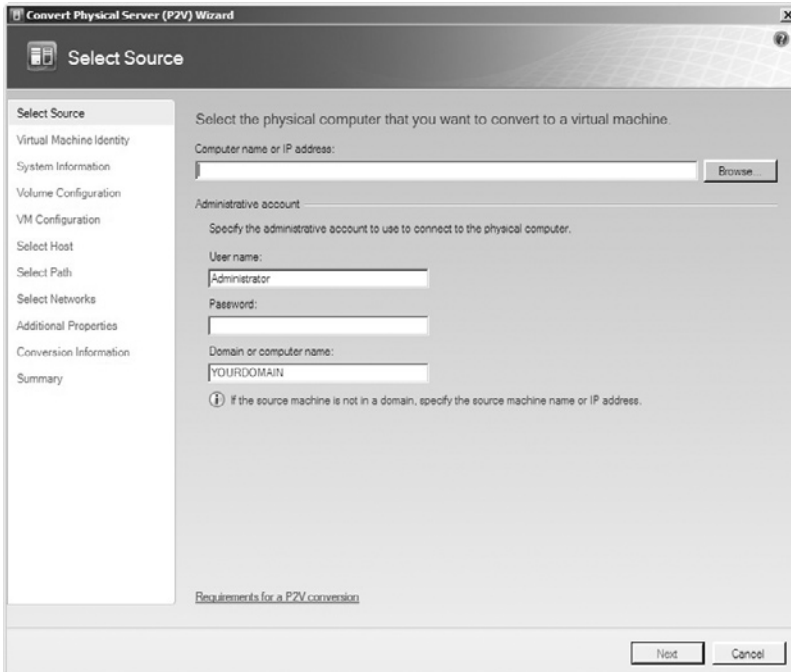 Convert Physical Server (P2V) Wizard
Select Source
Select Source
Virtual Machine Identity
System Information
Volume Configuration
VM Configuration
Select Host
Select Path
Select Networks
Additional Properties
Conversion Information
Summary
Select the physical computer that you want to convert to a virtual machine.
Computer name or IP address:
Browse...
Administrative account
Specify the administrative account to use to connect to the physical computer.
User name:
Administrator
Password:
Domain or computer name:
YOURDOMAIN
If the source machine is not in a domain, specify the source machine name or IP address.
Requirements for a P2V conversion
Next
Cancel